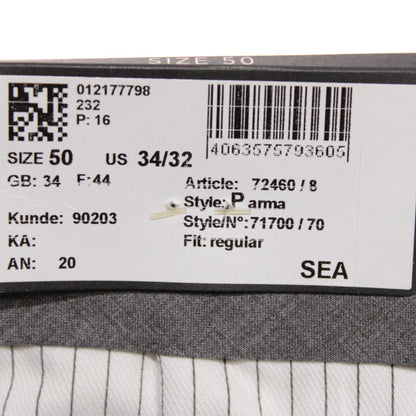 SIZE 50
012177798
232
P: 16
4063575793605
SIZE 50 US 34/32
GB: 34 F: 44
Article: 72460 / 8
Style: Parma
Kunde: 90203
Style/N°: 71700 / 70
KA:
Fit: regular
AN: 20
SEA